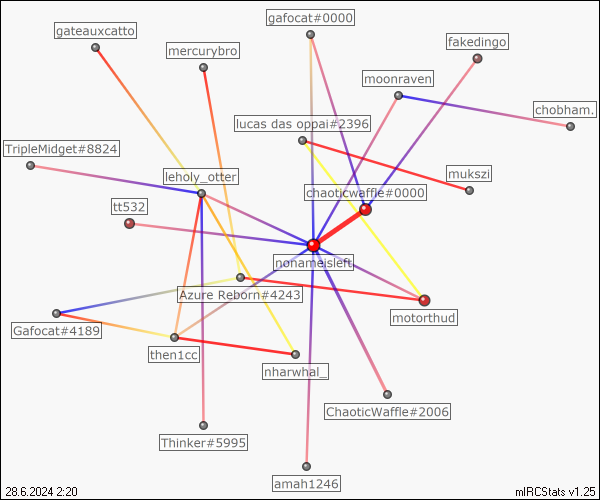 gafocat#0000
gateauxcatto
fakedingo
mercurybro
moonraven
chobham.
lucas das oppai#2396
TripleMidget#8824
leholy_otter
mukszi
chaoticwaffle#0000
tt532
nonameisleft
Azure Reborn#4243
motorthud
Gafocat#4189
then1cc
nharwhal_
ChaoticWaffle#2006
Thinker#5995
amah1246
28.6.2024 2:20
mIRCStats v1.25